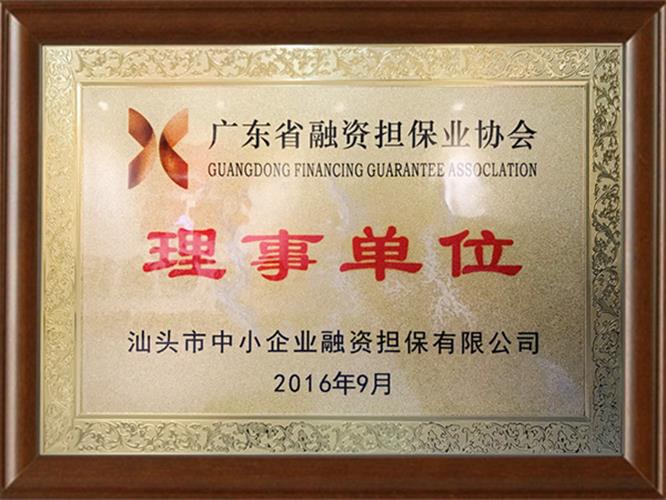 广东省融资担保业协会
GUANGDONG FINANCING GUARANTEE ASSOCLATION
理事单位
汕头市中小企业融资担保有限公司
2016年9月